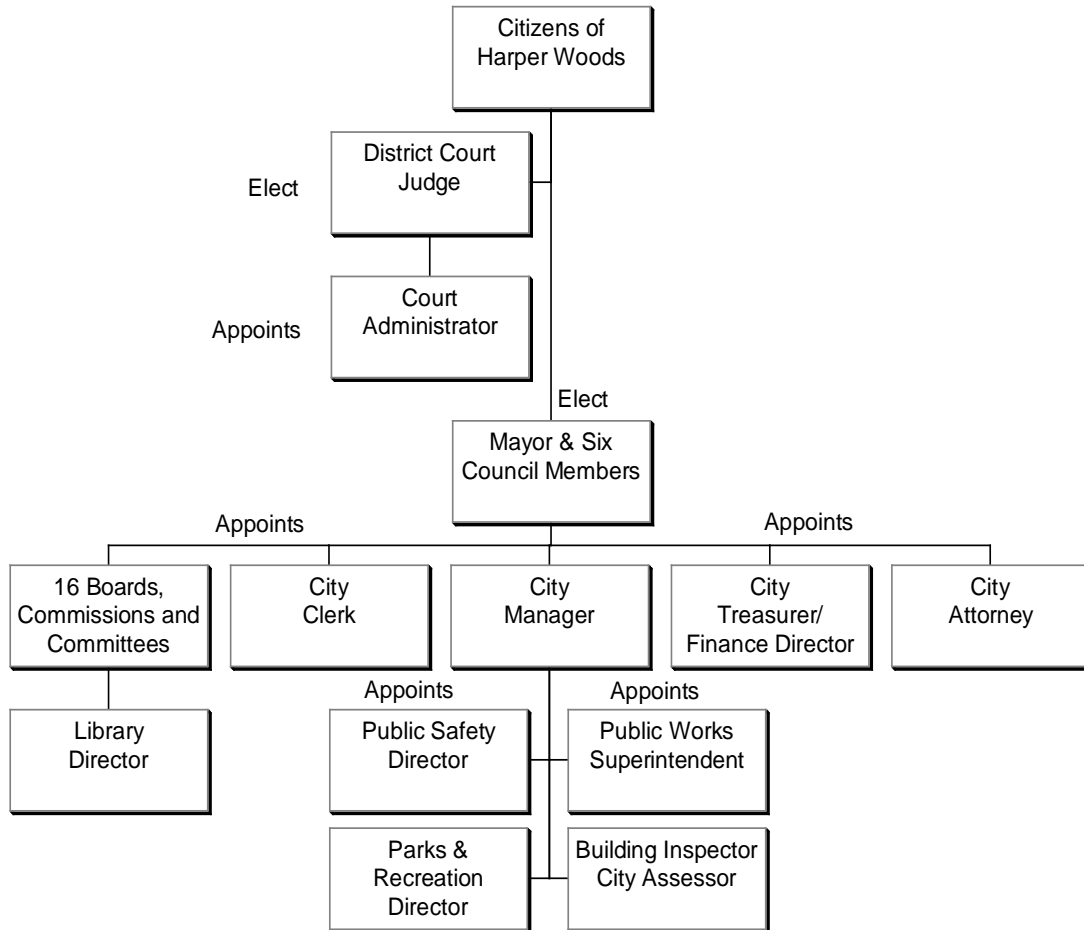 Citizens of
Harper Woods
District Court
Judge
Elect
Court
Administrator
Appoints
Elect
Mayor & Six
Council Members
Appoints
Appoints
16 Boards,
Commissions and
Committees
City
Clerk
City
Manager
City
Treasurer/
Finance Director
City
Attorney
Appoints
Appoints
Library
Director
Public Safety
Director
Public Works
Superintendent
Parks &
Recreation
Director
Building Inspector
City Assessor